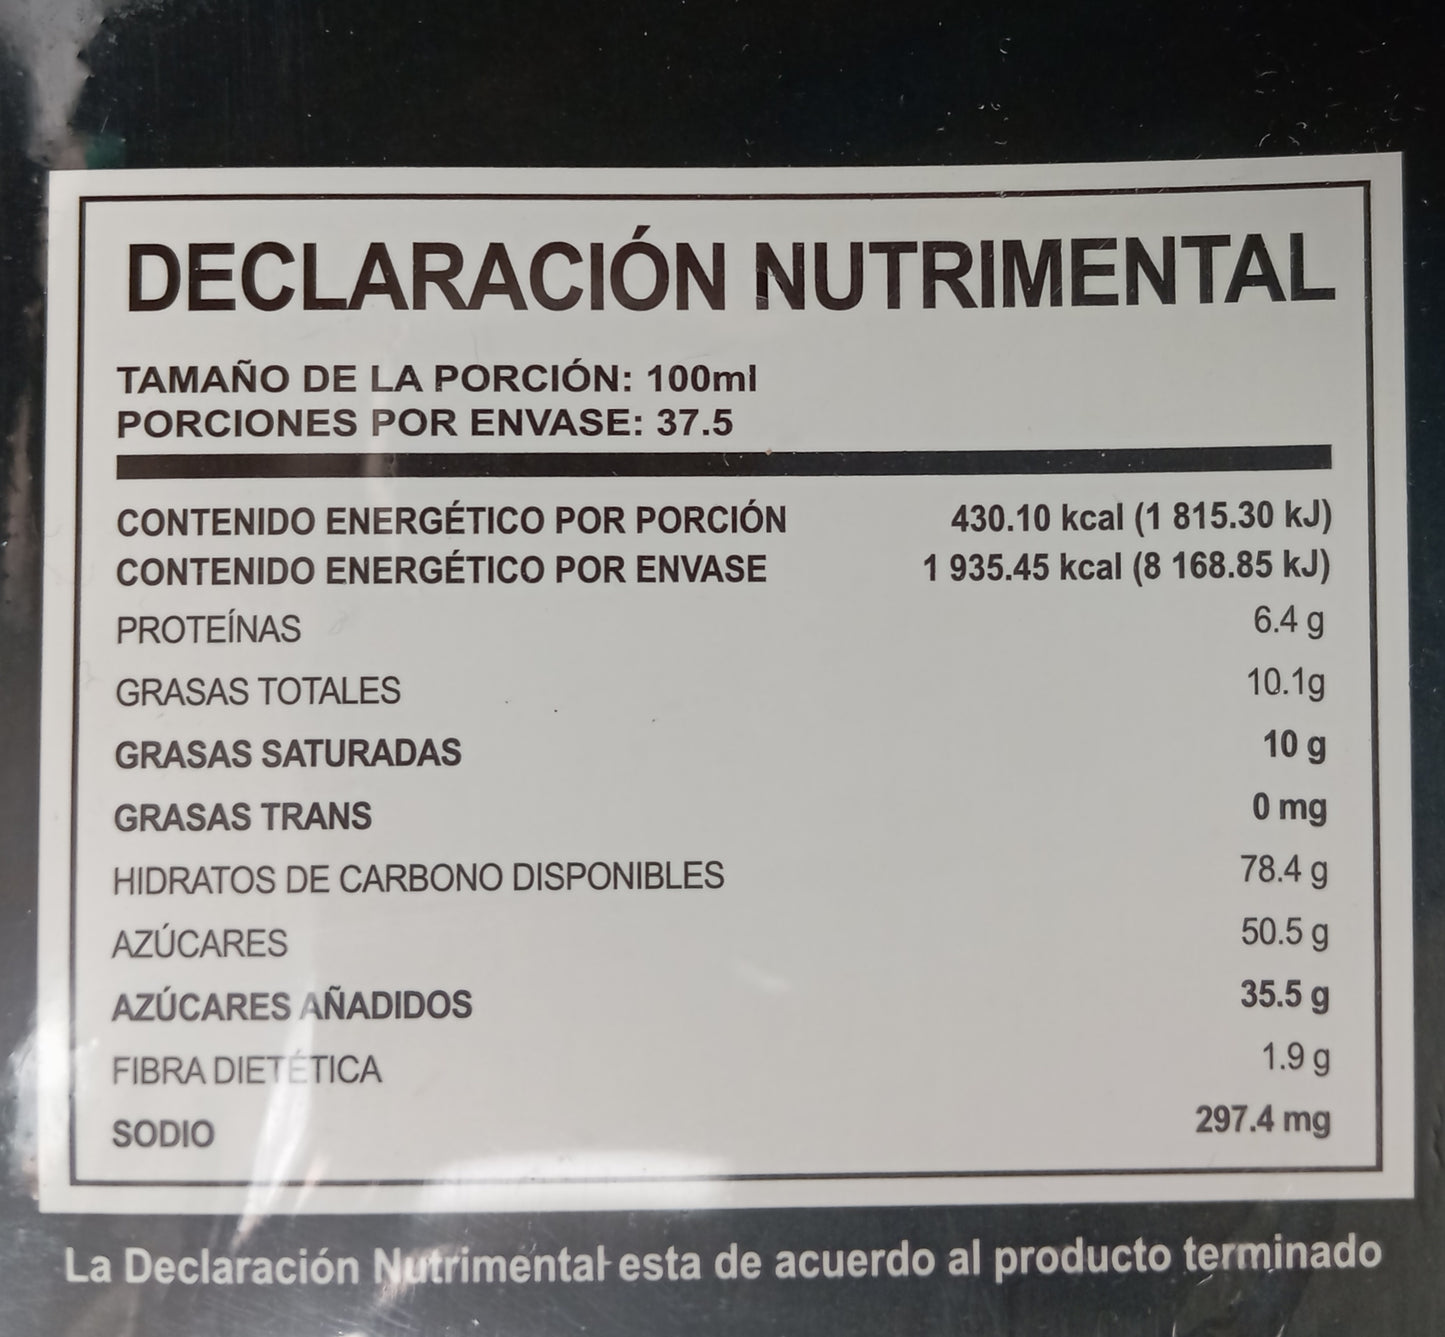 DECLARACIÓN NUTRIMENTAL
TAMAÑO DE LA PORCIÓN: 100ml
PORCIONES POR ENVASE: 37.5
CONTENIDO ENERGÉTICO POR PORCIÓN 430.10 kcal (1 815.30 kJ)
CONTENIDO ENERGÉTICO POR ENVASE 1 935.45 kcal (8 168.85 kJ)
PROTEÍNAS 6.4 g
GRASAS TOTALES 10.1g
GRASAS SATURADAS 10 g
GRASAS TRANS 0 mg
HIDRATOS DE CARBONO DISPONIBLES 78.4 g
AZÚCARES 50.5 g
AZÚCARES AÑADIDOS 35.5 g
FIBRA DIETÉTICA 1.9 g
SODIO 297.4 mg
La Declaración Nutrimental esta de acuerdo al producto terminado